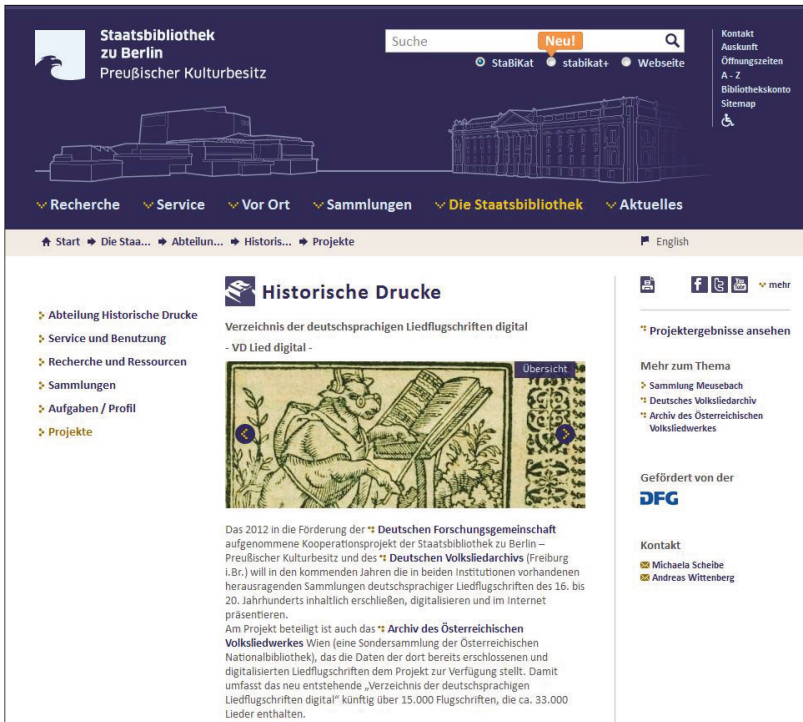 Staatsbibliothek
zu Berlin
Preußischer Kulturbesitz
Suche
Neu!
StaBiKat stabikat+ Webseite
Kontakt
Auskunft
Öffnungszeiten
A - Z
Bibliothekskonto
Sitemap
Recherche Service Vor Ort Sammlungen Die Staatsbibliothek Aktuelles
Start Die Staa... Abteilun... Historis... Projekte
English
Abteilung Historische Drucke
Service und Benutzung
Recherche und Ressourcen
Sammlungen
Aufgaben / Profil
Projekte
Historische Drucke
Verzeichnis der deutschsprachigen Liedflugschriften digital
- VD Lied digital -
Übersicht
Das 2012 in die Förderung der Deutschen Forschungsgemeinschaft
aufgenommene Kooperationsprojekt der Staatsbibliothek zu Berlin –
Preußischer Kulturbesitz und des Deutschen Volksliedarchivs (Freiburg
i.Br.) will in den kommenden Jahren die in beiden Institutionen vorhandenen
herausragenden Sammlungen deutschsprachiger Liedflugschriften des 16. bis
20. Jahrhunderts inhaltlich erschließen, digitalisieren und im Internet
präsentieren.
Am Projekt beteiligt ist auch das Archiv des Österreichischen
Volksliedwerkes Wien (eine Sondersammlung der Österreichischen
Nationalbibliothek), das die Daten der dort bereits erschlossenen und
digitalisierten Liedflugschriften dem Projekt zur Verfügung stellt. Damit
umfasst das neu entstehende „Verzeichnis der deutschsprachigen
Liedflugschriften digital“ künftig über 15.000 Flugschriften, die ca. 33.000
Lieder enthalten.
mehr
Projektergebnisse ansehen
Mehr zum Thema
Sammlung Meusebach
Deutsches Volksliedarchiv
Archiv des Österreichischen
Volksliedwerkes
Gefördert von der
DFG
Kontakt
Michaela Scheibe
Andreas Wittenberg